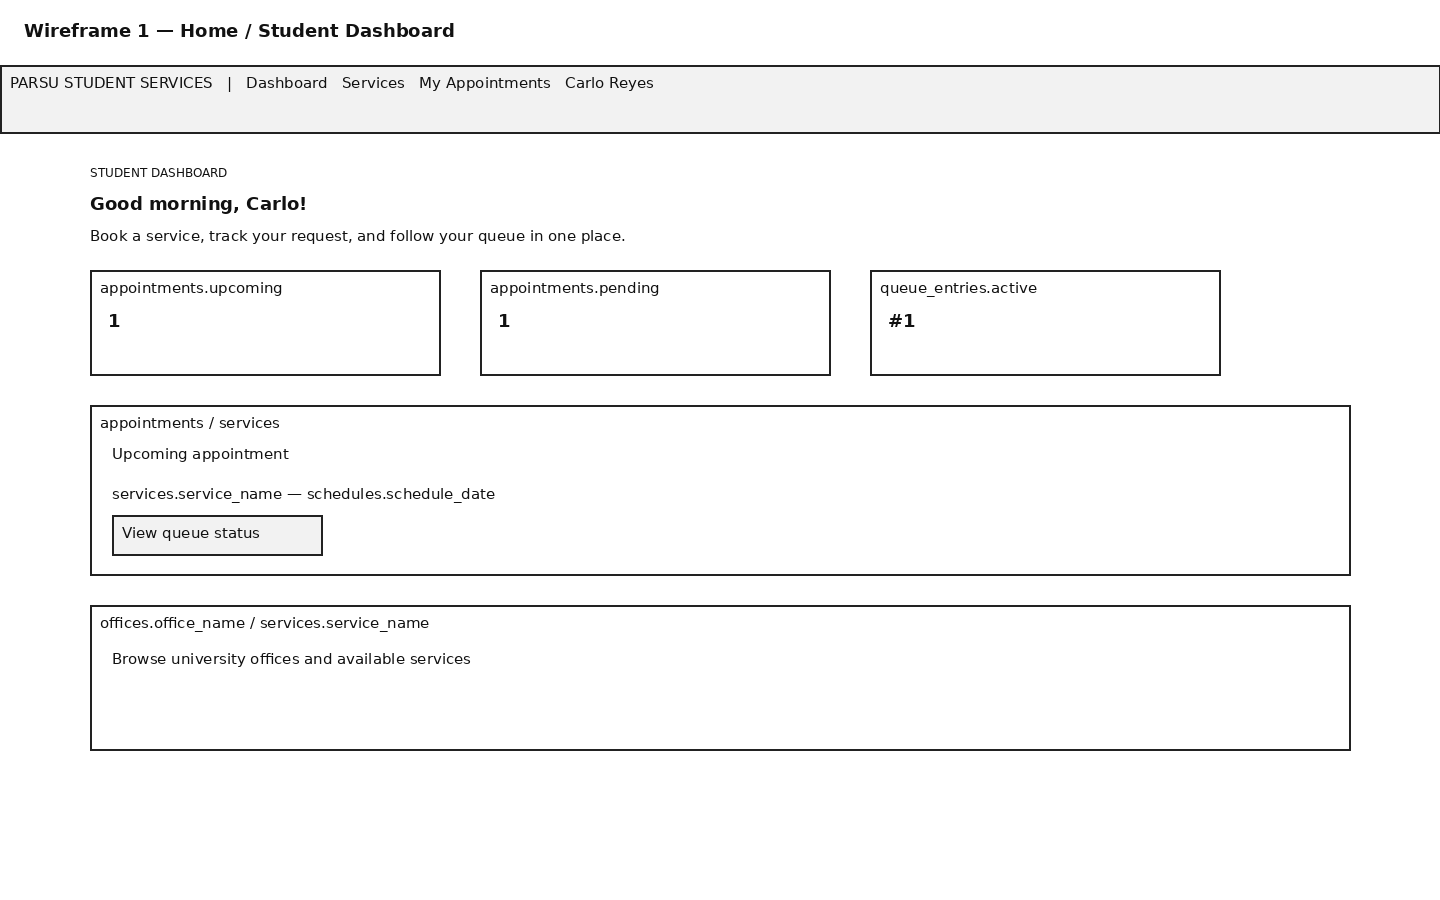 Wireframe 1 — Home / Student Dashboard
PARSU STUDENT SERVICES | Dashboard Services My Appointments Carlo Reyes
STUDENT DASHBOARD
Good morning, Carlo!
Book a service, track your request, and follow your queue in one place.
appointments.upcoming
1
appointments.pending
1
queue_entries.active
#1
appointments / services
Upcoming appointment
services.service_name — schedules.schedule_date
View queue status
offices.office_name / services.service_name
Browse university offices and available services